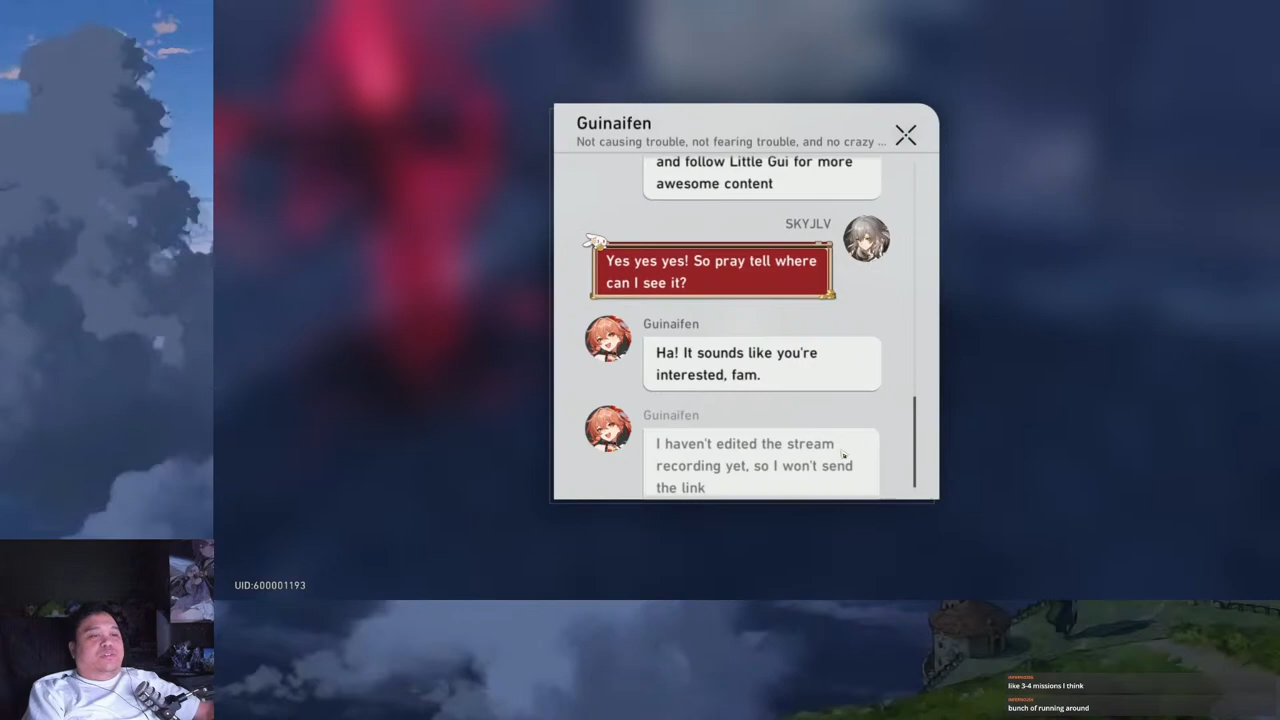 Guinaifen
Not causing trouble, not fearing trouble, and no crazy ...
and follow Little Gui for more
awesome content
SKYJLV
Yes yes yes! So pray tell where
can I see it?
Guinaifen
Ha! It sounds like you're
interested, fam.
Guinaifen
I haven't edited the stream
recording yet, so I won't send
the link
UID:600001193
like 3-4 missions I think
bunch of running around